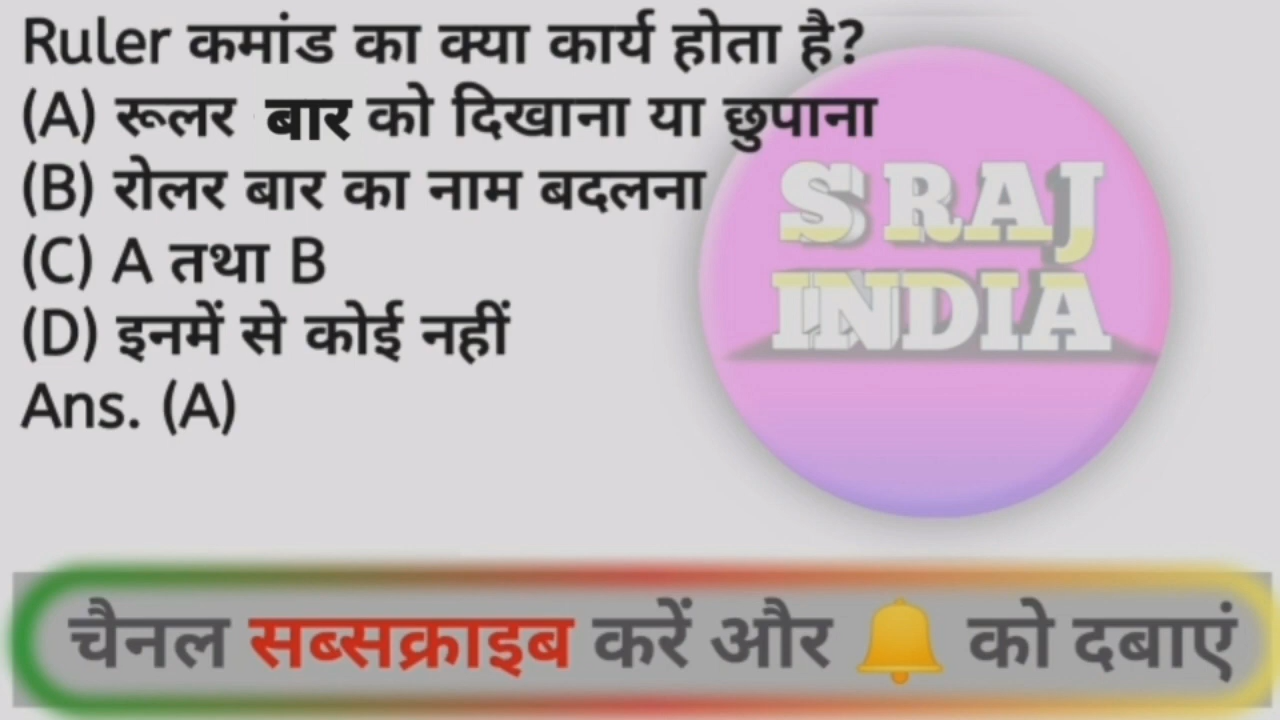 Ruler कमांड का क्या कार्य होता है?
(A) रूलर बार को दिखाना या छुपाना
(B) रोलर बार का नाम बदलना
(C) A तथा B
(D) इनमें से कोई नहीं
Ans. (A)
S RAJ
INDIA
चैनल सब्सक्राइब करें और 🔔 को दबाएं